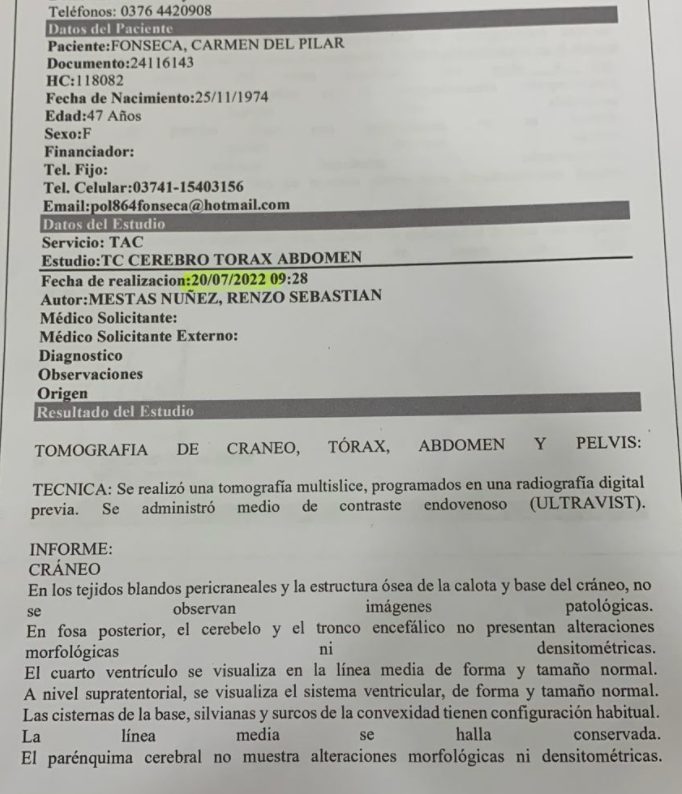 Teléfonos: 0376 4420908
Datos del Paciente
Paciente:FONSECA, CARMEN DEL PILAR
Documento:24116143
HC:118082
Fecha de Nacimiento:25/11/1974
Edad:47 Años
Sexo:F
Financiador:
Tel. Fijo:
Tel. Celular:03741-15403156
Email:pol864fonseca@hotmail.com
Datos del Estudio
Servicio: TAC
Estudio:TC CEREBRO TORAX ABDOMEN
Fecha de realizacion:20/07/2022 09:28
Autor:MESTAS NUÑEZ, RENZO SEBASTIAN
Médico Solicitante:
Médico Solicitante Externo:
Diagnostico
Observaciones
Origen
Resultado del Estudio
TOMOGRAFIA DE CRANEO, TÓRAX, ABDOMEN Y PELVIS:
TECNICA: Se realizó una tomografía multislice, programados en una radiografía digital
previa. Se administró medio de contraste endovenoso (ULTRAVIST).
INFORME:
CRÁNEO
En los tejidos blandos pericraneales y la estructura ósea de la calota y base del cráneo, no
se observan imágenes patológicas.
En fosa posterior, el cerebelo y el tronco encefálico no presentan alteraciones
morfológicas ni densitométricas.
El cuarto ventrículo se visualiza en la línea media de forma y tamaño normal.
A nivel supratentorial, se visualiza el sistema ventricular, de forma y tamaño normal.
Las cisternas de la base, silvianas y surcos de la convexidad tienen configuración habitual.
La línea media se halla conservada.
El parénquima cerebral no muestra alteraciones morfológicas ni densitométricas.